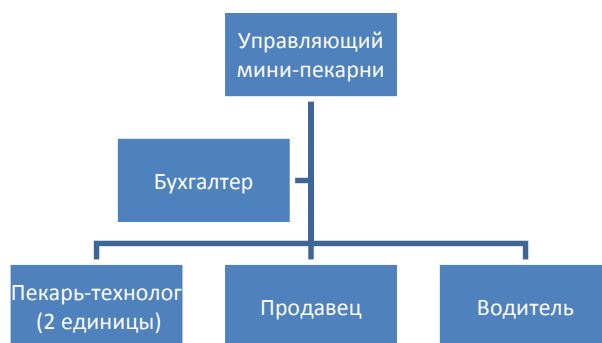 Управляющий
мини-пекарни
Бухгалтер
Пекарь-технолог
(2 единицы)
Продавец
Водитель